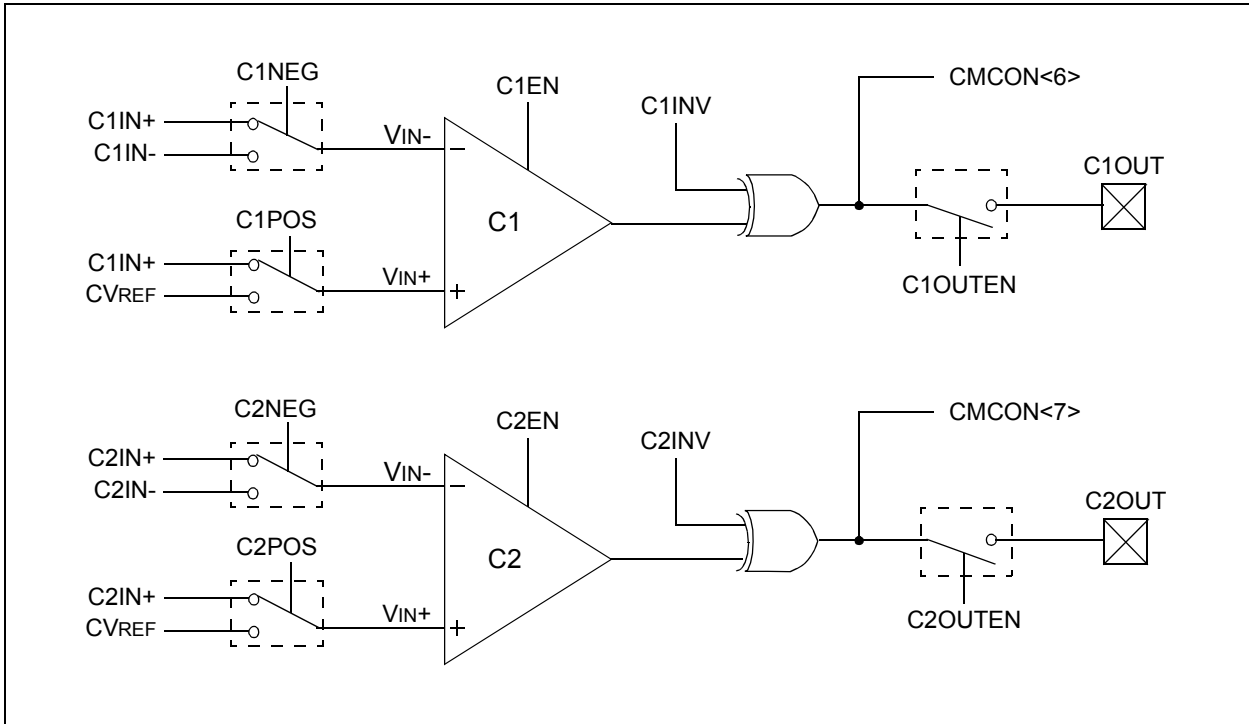 C1NEG
C1EN
C1INV
CMCON<6>
C1IN+
C1IN-
VIN-
–
C1OUT
C1
C1POS
C1IN+
CVREF
VIN+
+
C1OUTEN
C2NEG
C2EN
C2INV
CMCON<7>
C2IN+
C2IN-
VIN-
–
C2OUT
C2
C2POS
C2IN+
CVREF
VIN+
+
C2OUTEN